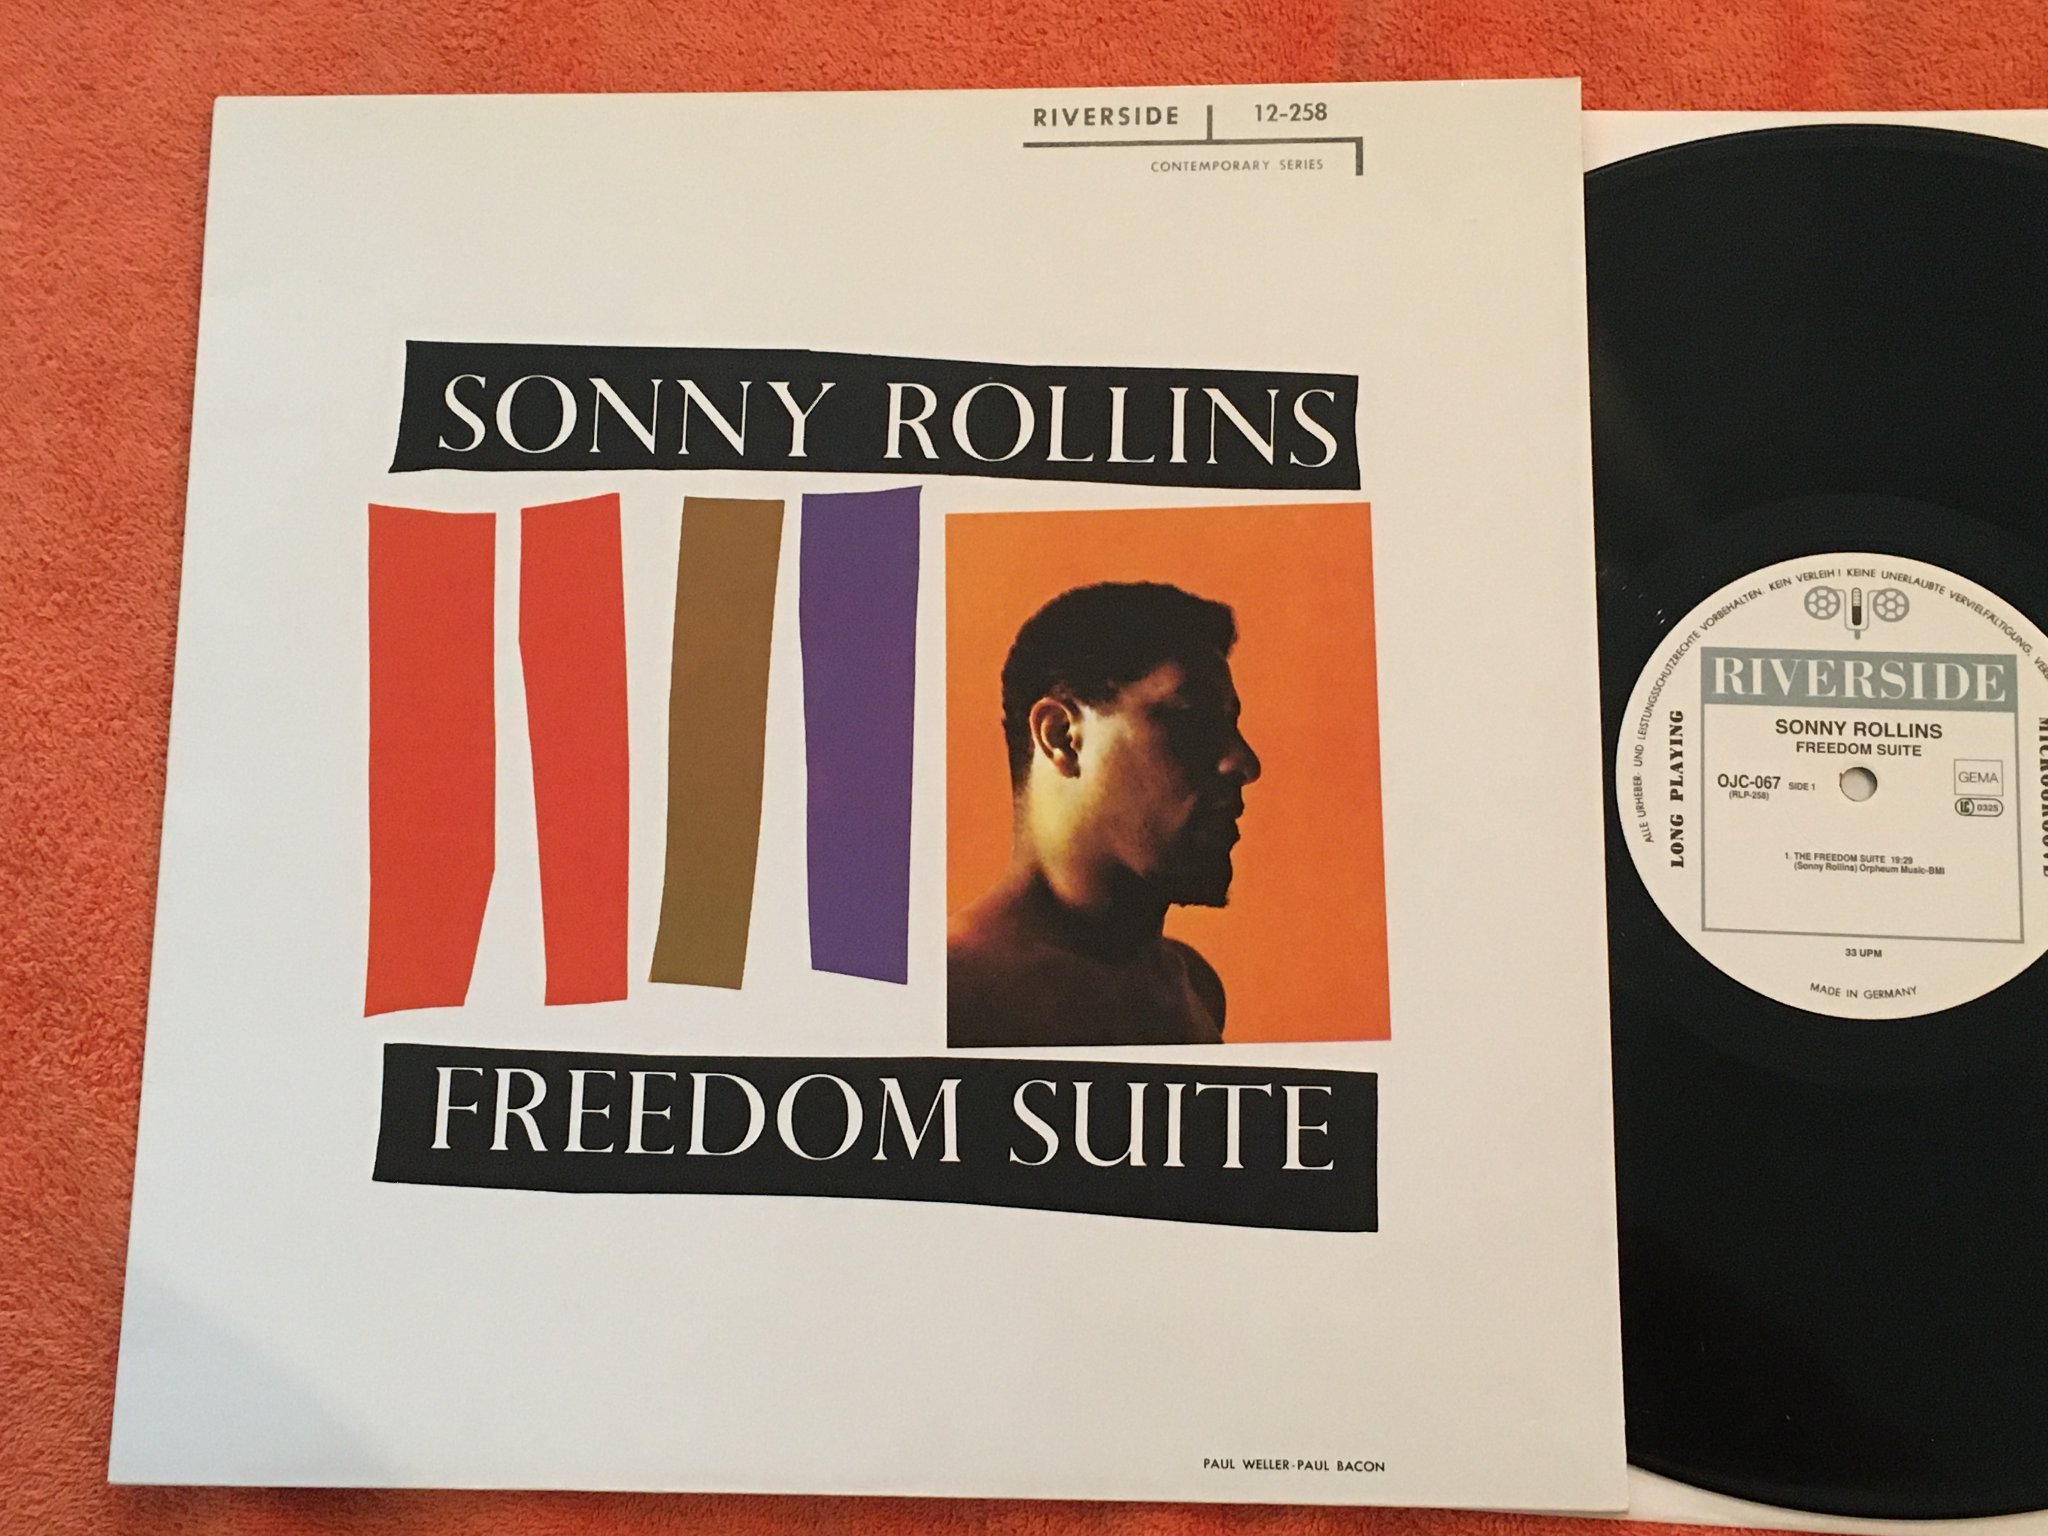 RIVERSIDE 12-258
CONTEMPORARY SERIES
SONNY ROLLINS
FREEDOM SUITE
PAUL WELLER-PAUL BACON
ALLE URHEBER- UND LEISTUNGSSCHUTZRECHTE VORBEHALTEN. KEIN VERLEIH! KEINE UNERLAUBTE VERVIELFÄLTIGUNG,
RIVERSIDE
LONG PLAYING
SONNY ROLLINS
FREEDOM SUITE
OJC-067 SIDE 1
(RLP-258)
GEMA
LC 0325
1. THE FREEDOM SUITE 19:29
(Sonny Rollins) Orpheum Music-BMI
33 UPM
MADE IN GERMANY